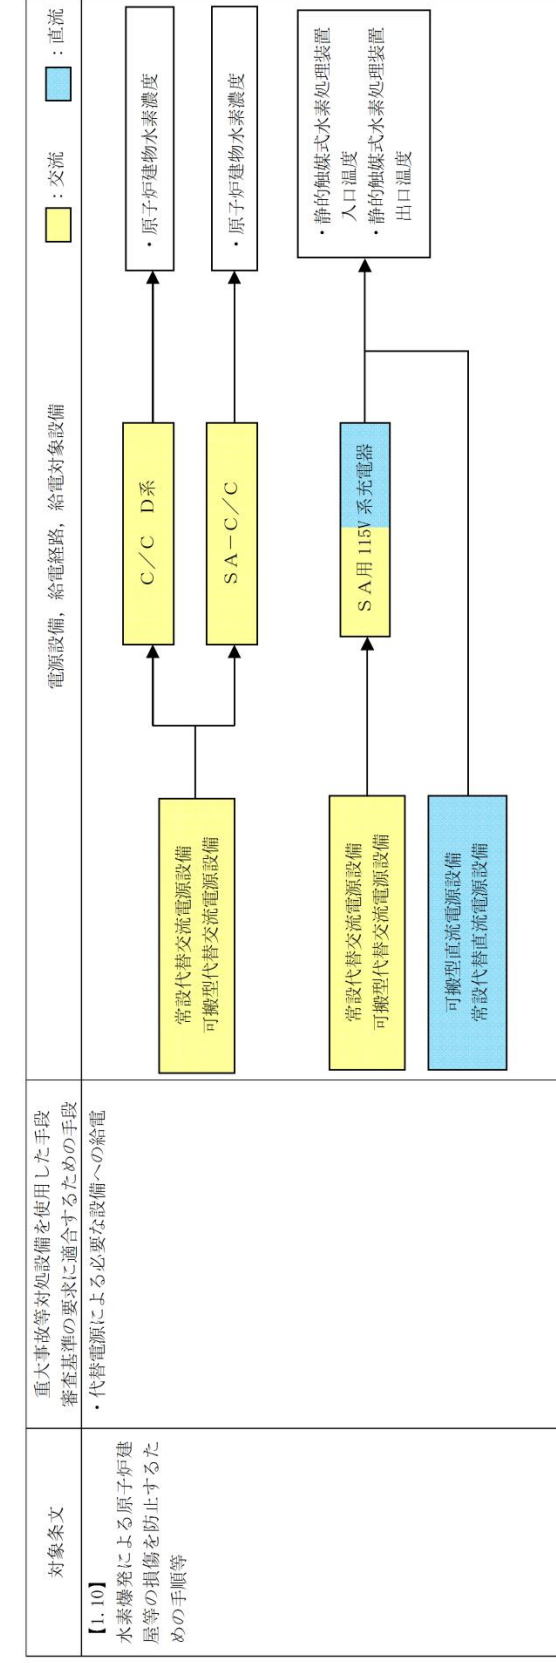 対象条文
重大事故等対処設備を使用した手段
審査基準の要求に適合するための手段
電源設備，給電経路，給電対象設備
：交流
：直流
【1.10】
水素爆発による原子炉建
屋等の損傷を防止するた
めの手順等
・代替電源による必要な設備への給電
常設代替交流電源設備
可搬型代替交流電源設備
C／C　D系
・原子炉建物水素濃度
SA－C／C
・原子炉建物水素濃度
常設代替交流電源設備
可搬型代替交流電源設備
SA用115V系充電器
・静的触媒式水素処理装置
入口温度
・静的触媒式水素処理装置
出口温度
可搬型直流電源設備
常設代替直流電源設備